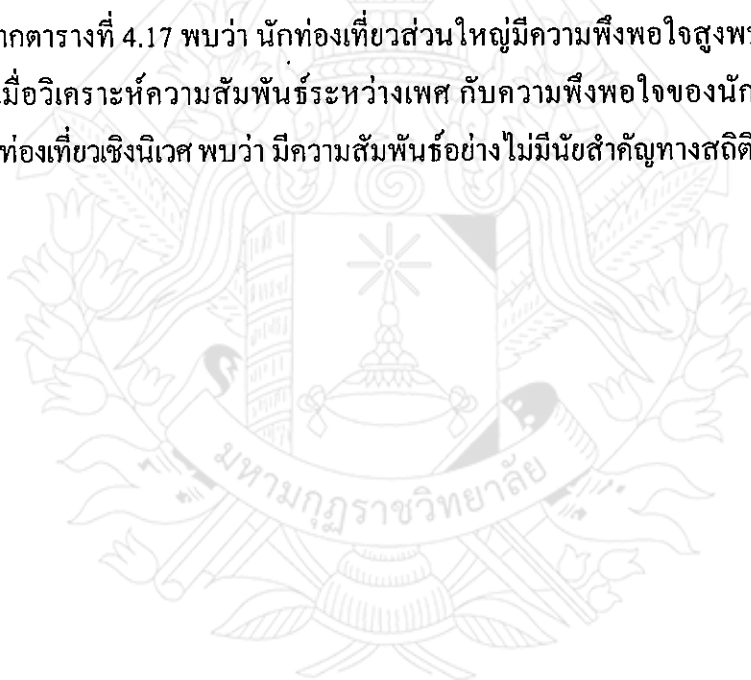 ากตารางที่ 4.17 พบว่า นักท่องเที่ยวส่วนใหญ่มีความพึงพอใจสูงพ
มื่อวิเคราะห์ความสัมพันธ์ระหว่างเพศ กับความพึงพอใจของนัก
ท่องเที่ยวเชิงนิเวศ พบว่า มีความสัมพันธ์อย่างไม่มีนัยสำคัญทางสถิติ
มหามกุฏราชวิทยาลัย